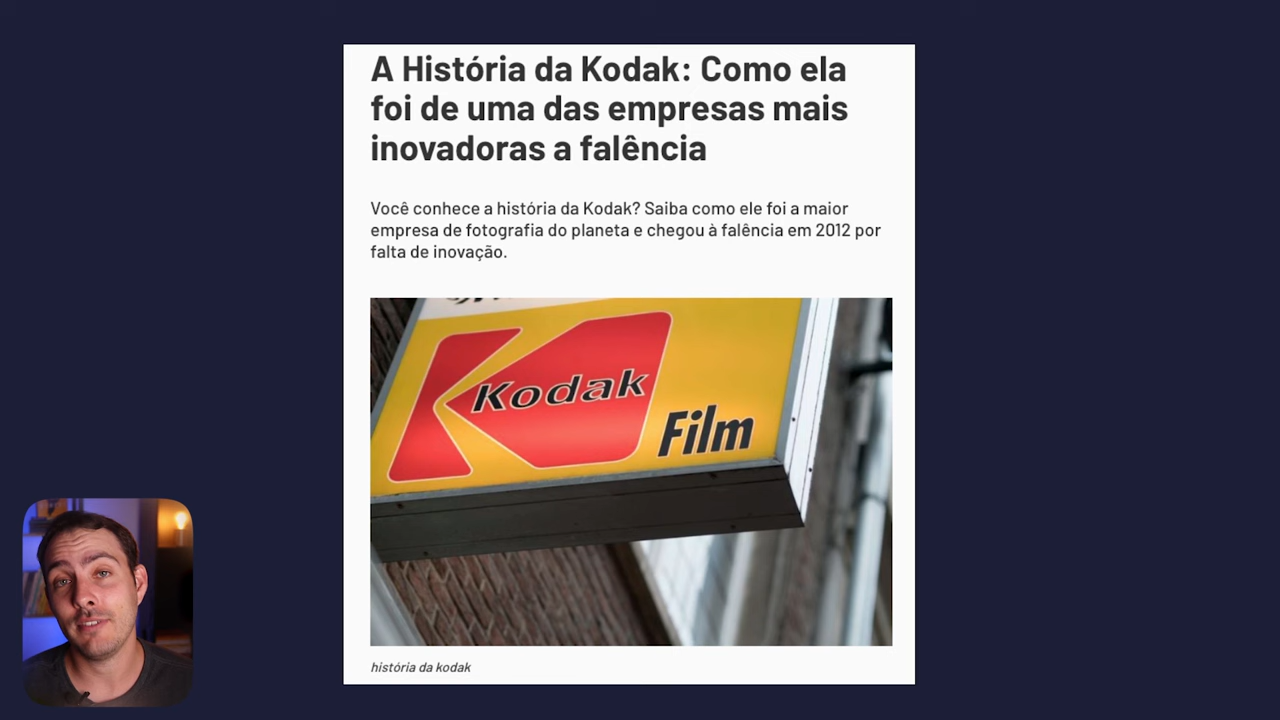 A História da Kodak: Como ela
foi de uma das empresas mais
inovadoras a falência
Você conhece a história da Kodak? Saiba como ele foi a maior
empresa de fotografia do planeta e chegou à falência em 2012 por
falta de inovação.
Kodak
Film
história da kodak